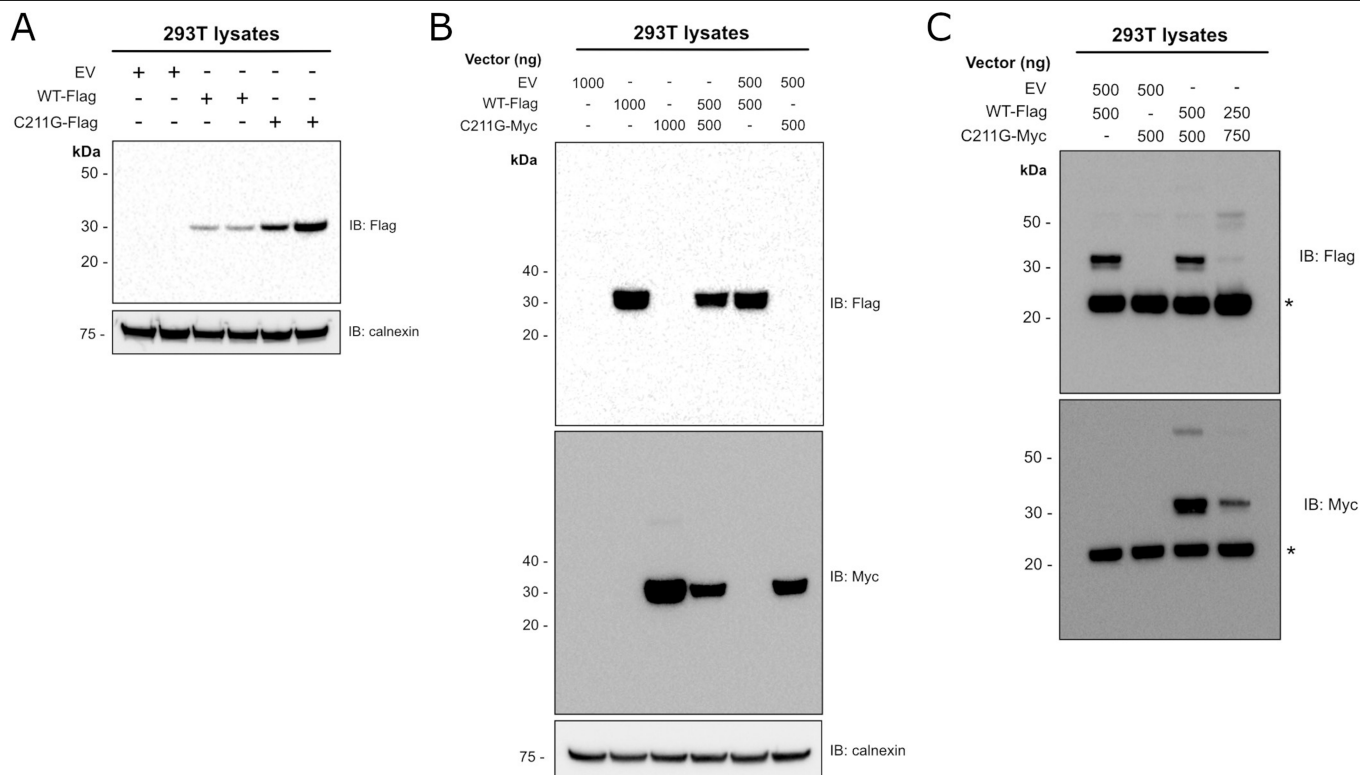 A
293T lysates
EV + + - - - -
WT-Flag - - + + - -
C211G-Flag - - - - + +
kDa
50 -
30 -
20 -
IB: Flag
75 -
IB: calnexin
B
293T lysates
Vector (ng)
EV 1000 - - - 500 500
WT-Flag - 1000 - 500 500 -
C211G-Myc - - 1000 500 - 500
kDa
40 -
30 -
20 -
IB: Flag
40 -
30 -
20 -
IB: Myc
75 -
IB: calnexin
C
293T lysates
Vector (ng)
EV 500 500 - -
WT-Flag 500 - 500 250
C211G-Myc - 500 500 750
kDa
50 -
30 -
20 -
IB: Flag
*
50 -
30 -
20 -
IB: Myc
*